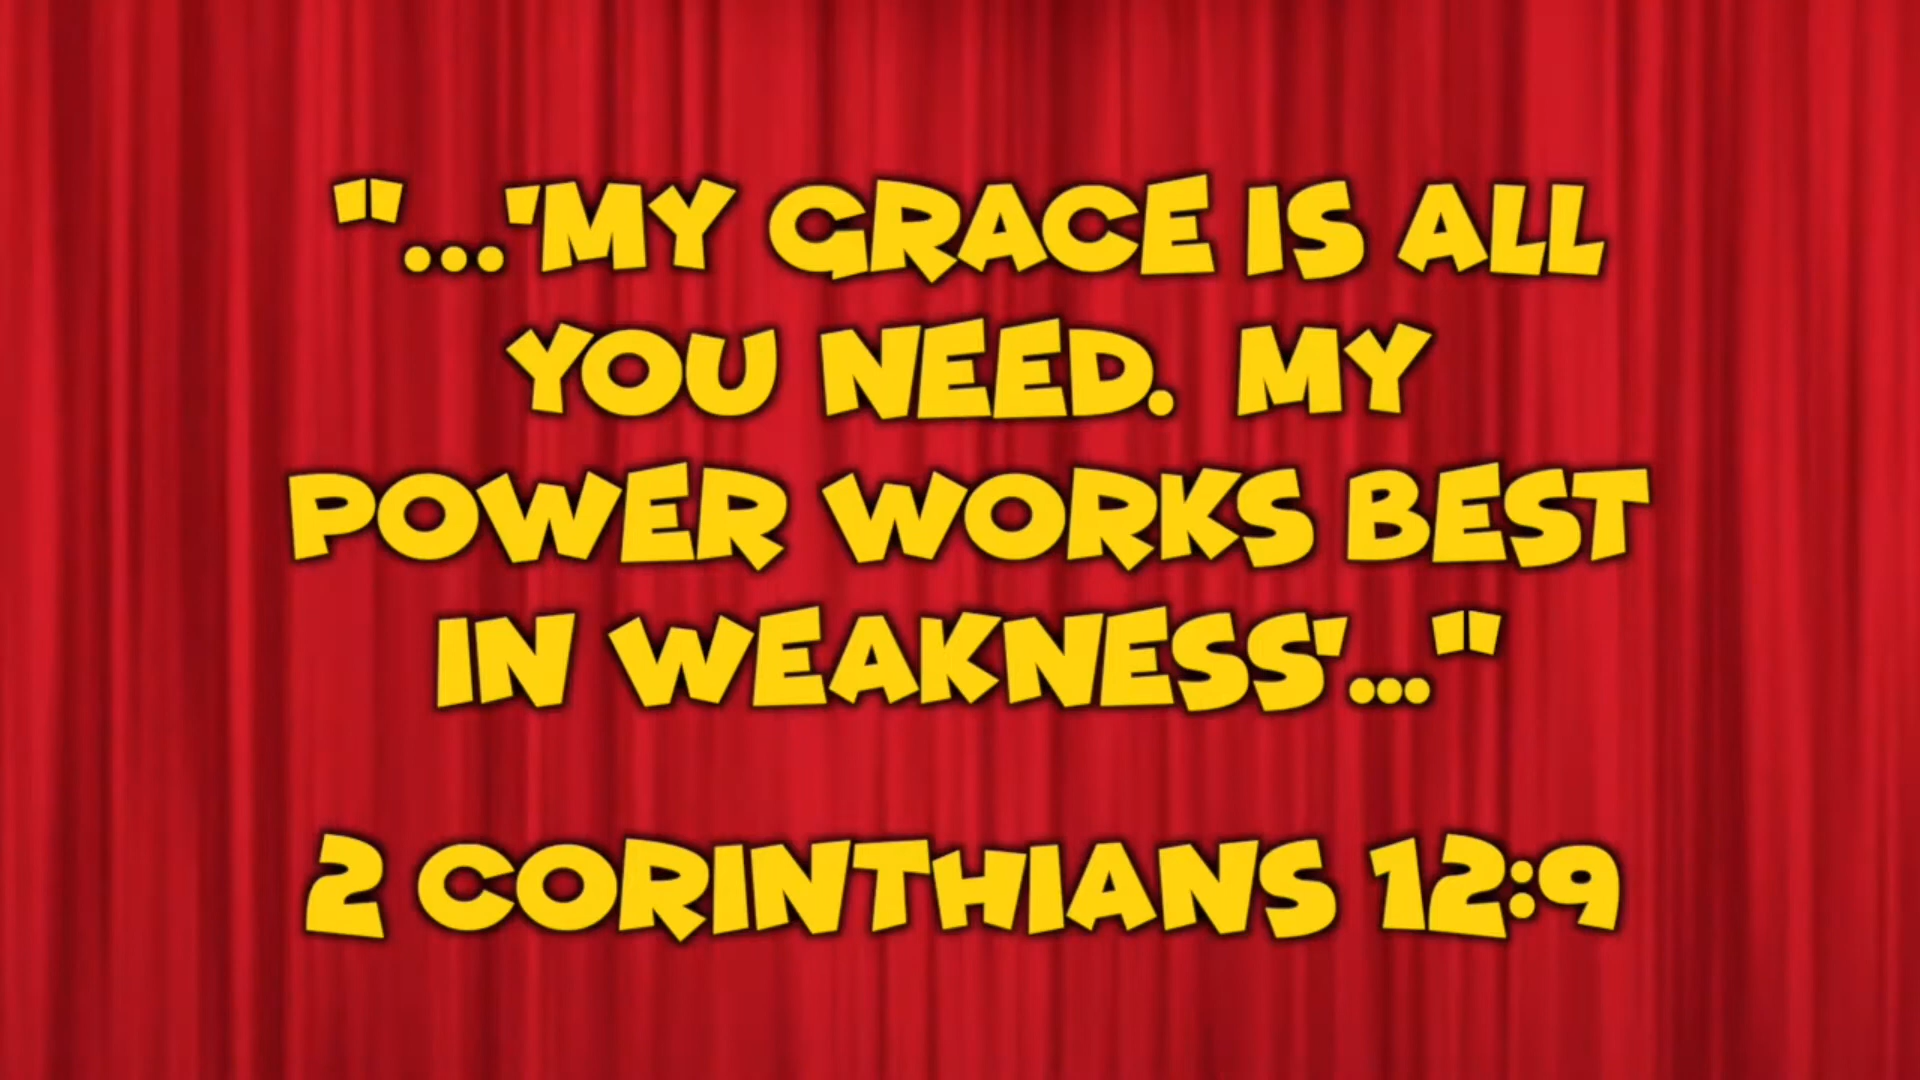 "...'MY GRACE IS ALL
YOU NEED. MY
POWER WORKS BEST
IN WEAKNESS'..."
2 CORINTHIANS 12:9